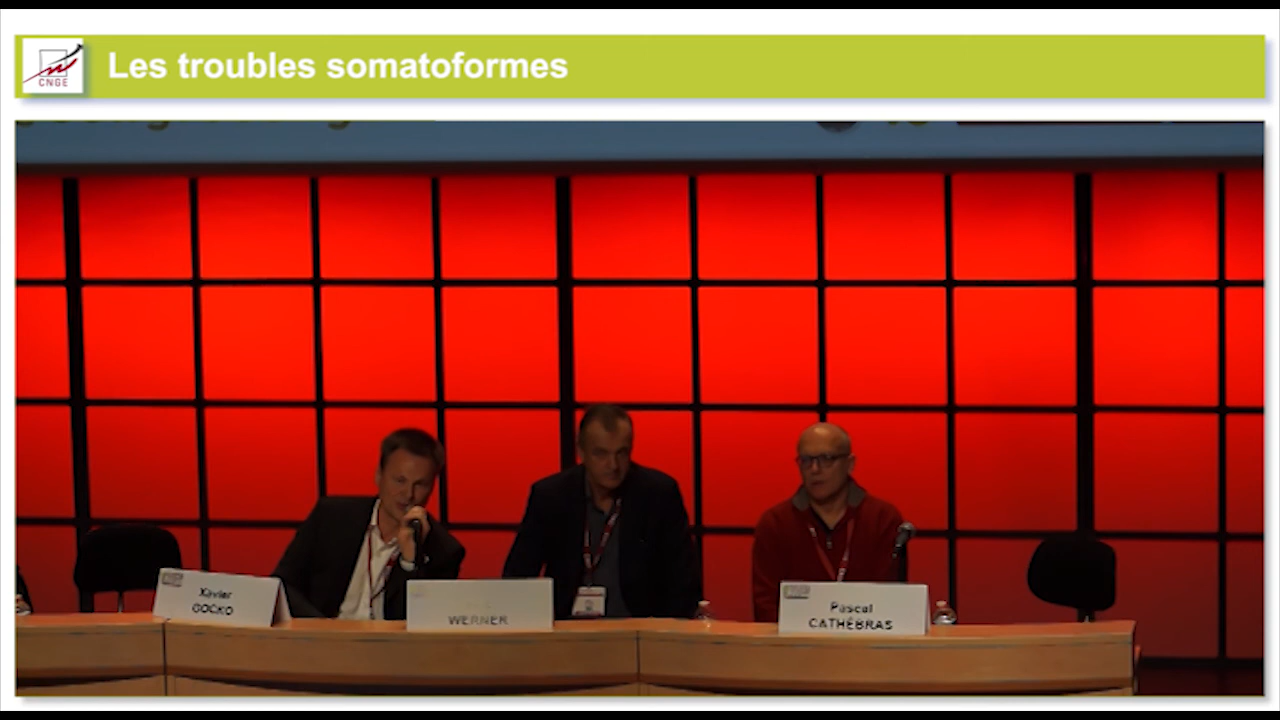 CNGE
Les troubles somatoformes
Xavier
GOCKO
WERNER
Pascal
CATHÉBRAS